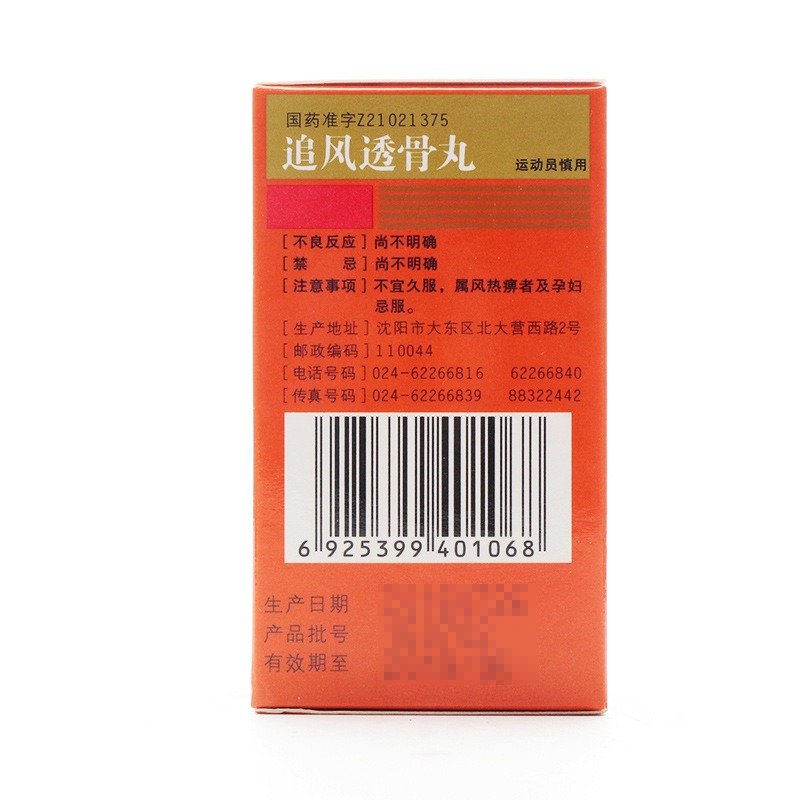 国药准字Z21021375
追风透骨丸 运动员慎用
[不良反应]尚不明确
[禁 忌]尚不明确
[注意事项]不宜久服，属风热痹者及孕妇
忌服。
[生产地址]沈阳市大东区北大营西路2号
[邮政编码]110044
[电话号码]024-62266816 62266840
[传真号码]024-62266839 88322442
6 925399 401068
生产日期
产品批号
有效期至